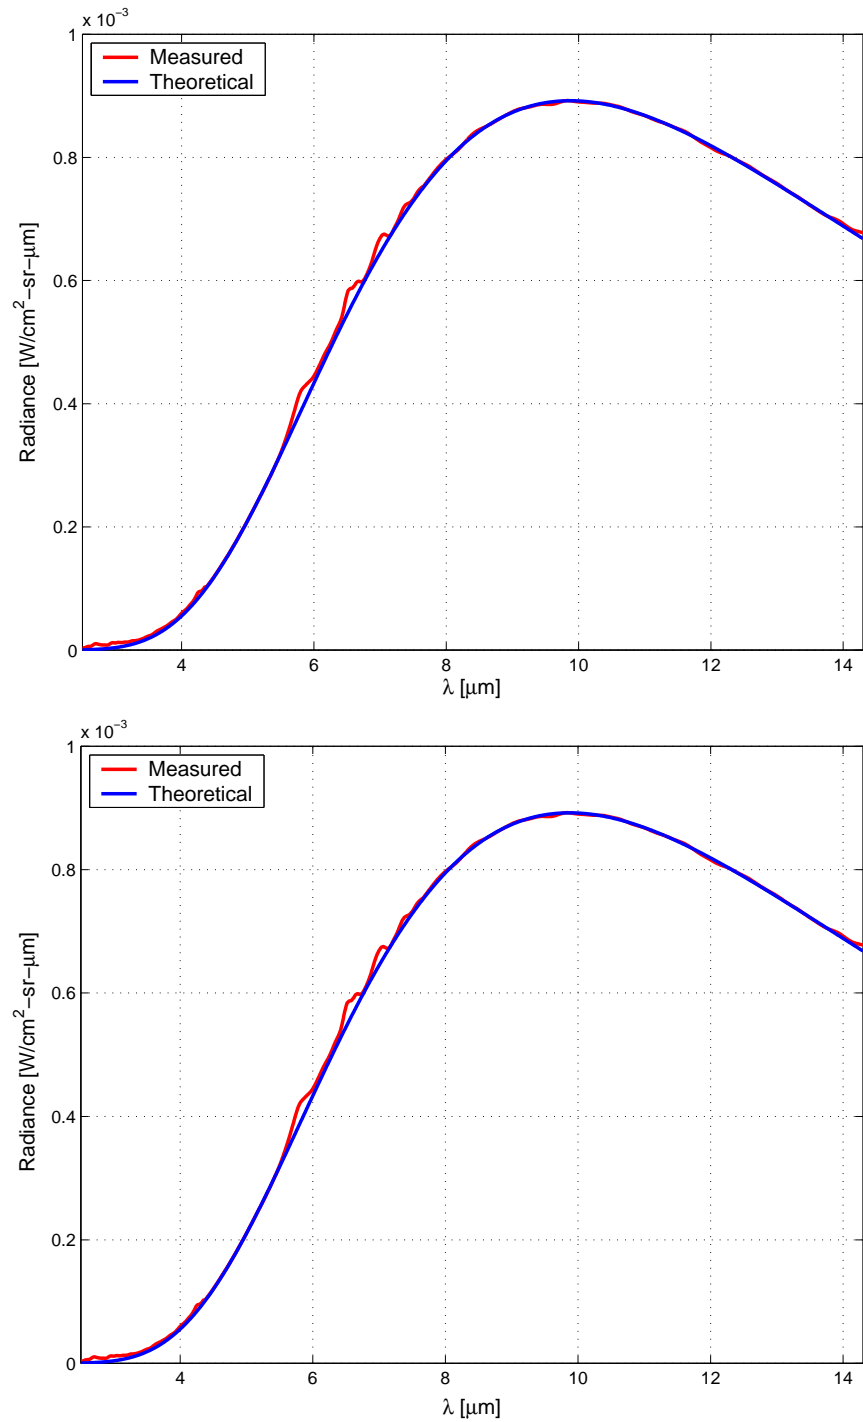 x 10⁻³
1
0.8
0.6
0.4
0.2
0
Radiance [W/cm²−sr−μm]
Measured
Theoretical
4 6 8 10 12 14
λ [μm]
x 10⁻³
1
0.8
0.6
0.4
0.2
0
Radiance [W/cm²−sr−μm]
Measured
Theoretical
4 6 8 10 12 14
λ [μm]